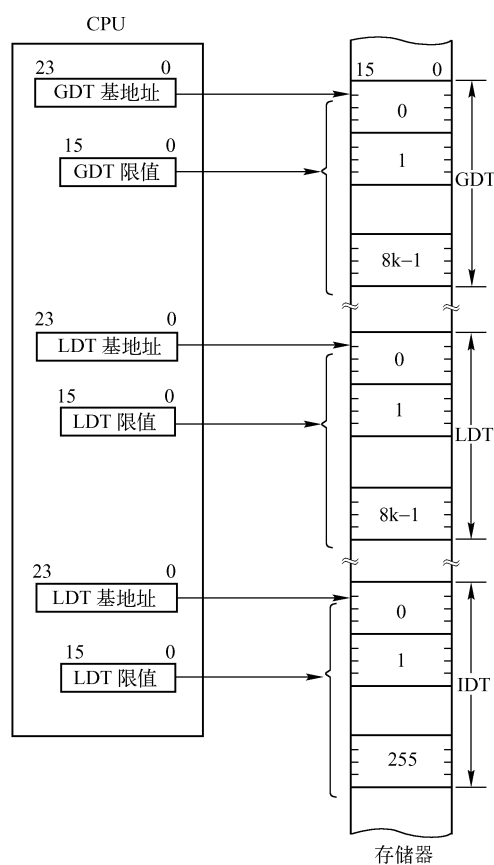 CPU
23 0
GDT 基地址
15 0
GDT 限值
15 0
0
1
8k−1
GDT
23 0
LDT 基地址
15 0
LDT 限值
0
1
8k−1
LDT
23 0
LDT 基地址
15 0
LDT 限值
0
1
255
IDT
存储器